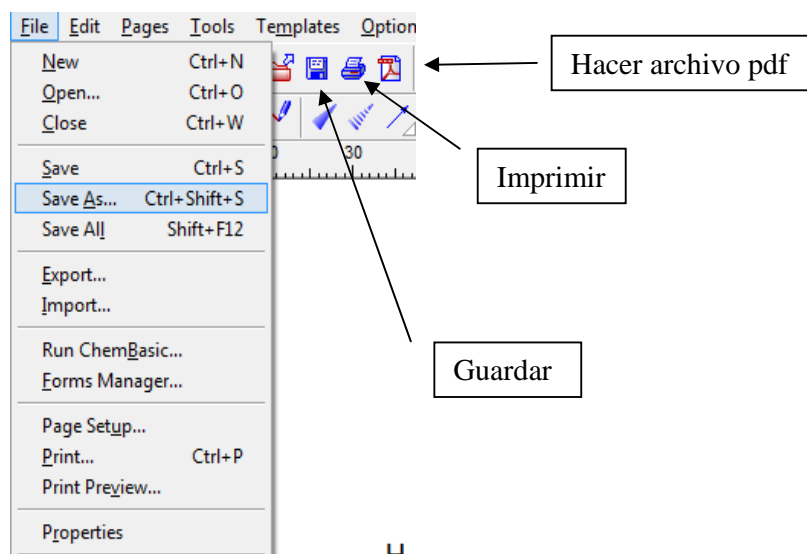 File Edit Pages Tools Templates Option
New Ctrl+N
Open... Ctrl+O
Close Ctrl+W
Save Ctrl+S
Save As... Ctrl+Shift+S
Save All Shift+F12
Export...
Import...
Run ChemBasic...
Forms Manager...
Page Setup...
Print... Ctrl+P
Print Preview...
Properties
30
Hacer archivo pdf
Imprimir
Guardar